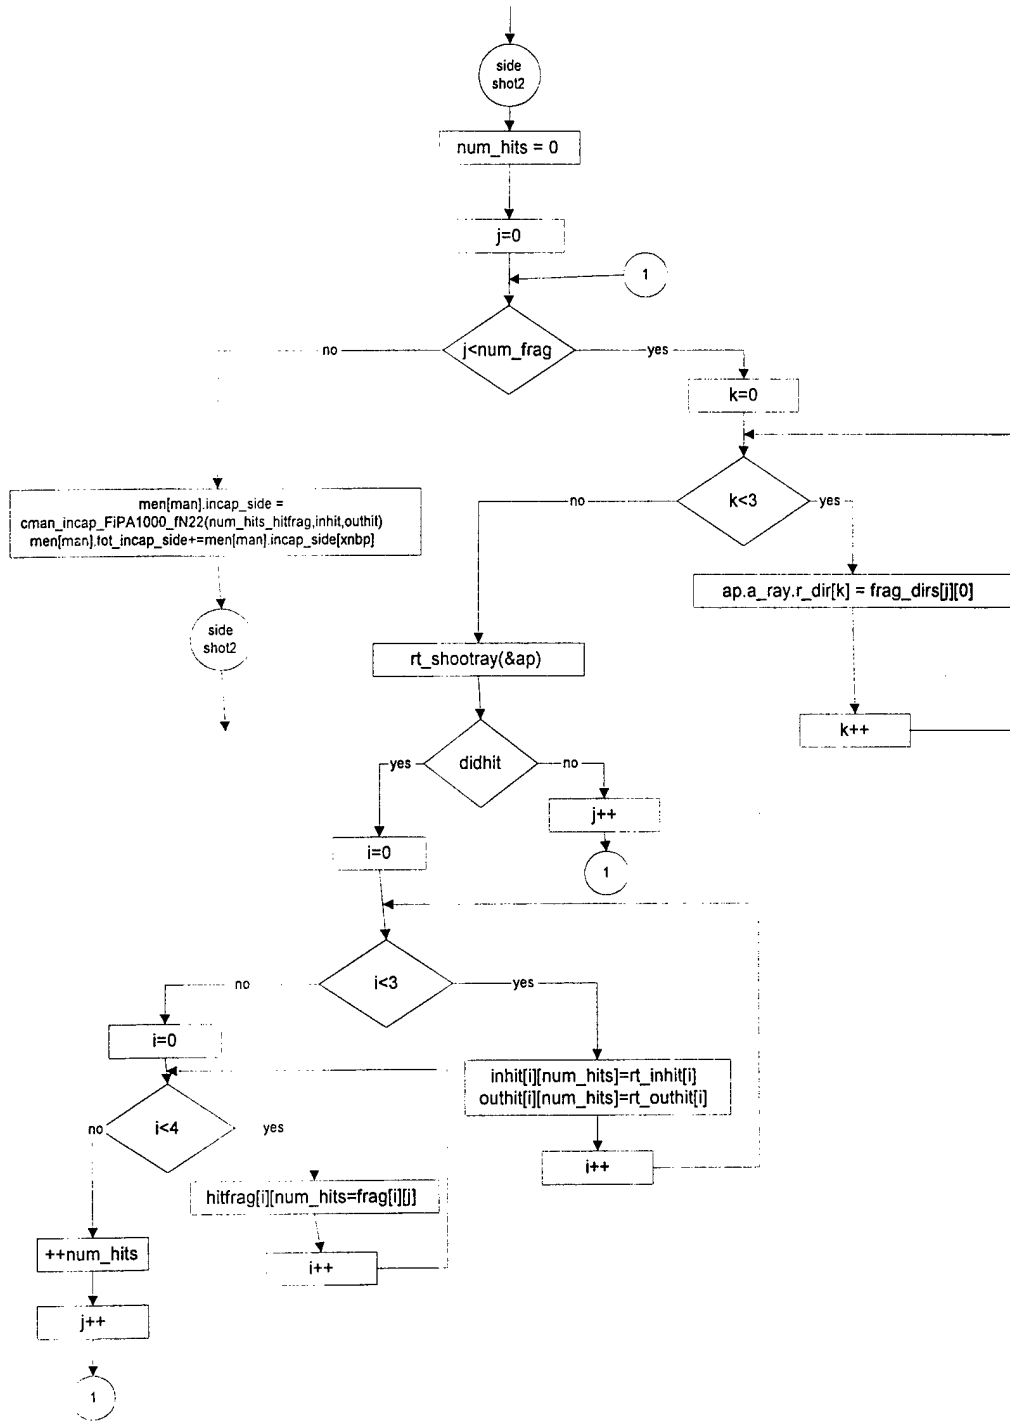 side
shot2
num_hits = 0
j=0
1
j<num_frag
no
yes
k=0
k<3
no
yes
men[man].incap_side =
cman_incap_FiPA1000_fN22(num_hits_hitfrag,inhit,outhit)
men[man].tot_incap_side+=men[man].incap_side[xnbp]
ap.a_ray.r_dir[k] = frag_dirs[j][0]
side
shot2
rt_shootray(&ap)
k++
didhit
yes
no
j++
i=0
1
i<3
no
yes
i=0
inhit[i][num_hits]=rt_inhit[i]
outhit[i][num_hits]=rt_outhit[i]
i<4
no
yes
i++
hitfrag[i][num_hits=frag[i][j]
++num_hits
i++
j++
1